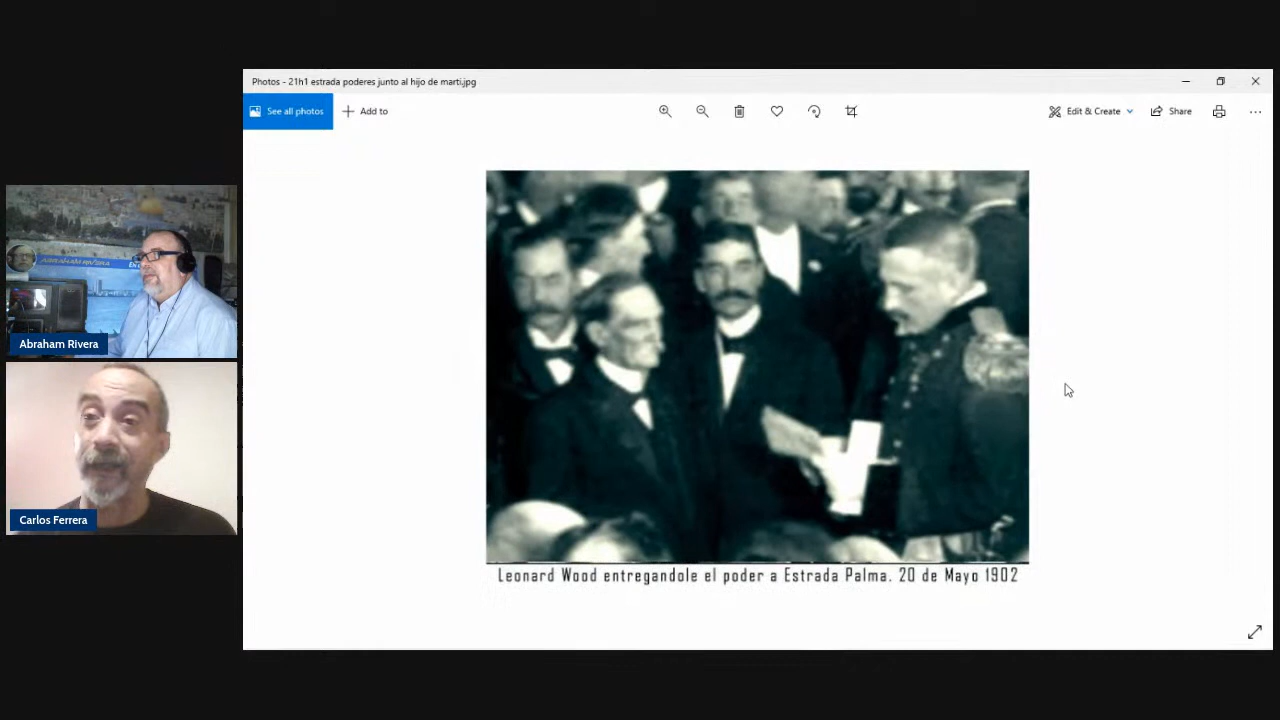 Photos - 21h1 estrada poderes junto al hijo de marti.jpg
See all photos
Add to
Edit & Create
Share
Abraham Rivera
Carlos Ferrera
Leonard Wood entregandole el poder a Estrada Palma. 20 de Mayo 1902